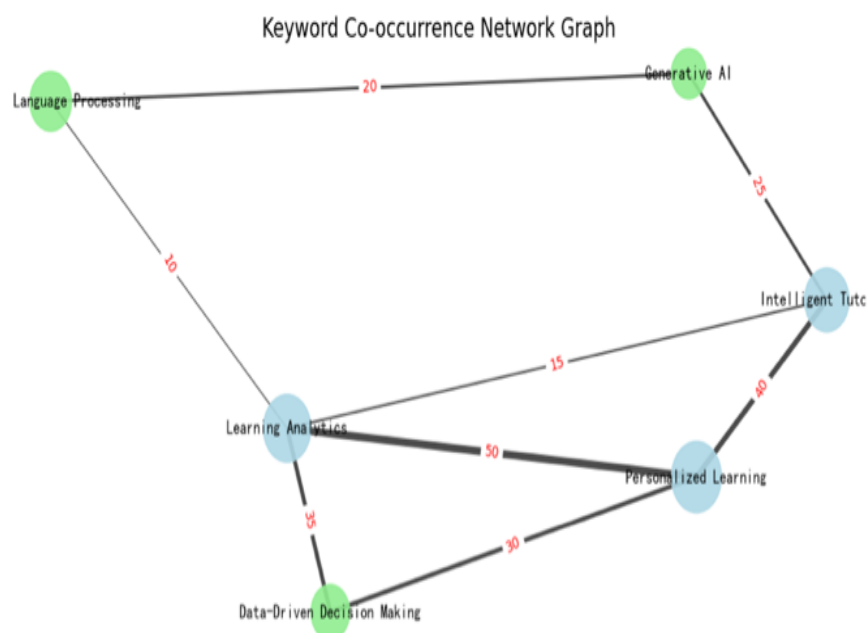 Keyword Co-occurrence Network Graph
Generative AI
20
Language Processing
25
10
Intelligent Tutc
15
40
Learning Analytics
50
Personalized Learning
35
30
Data-Driven Decision Making